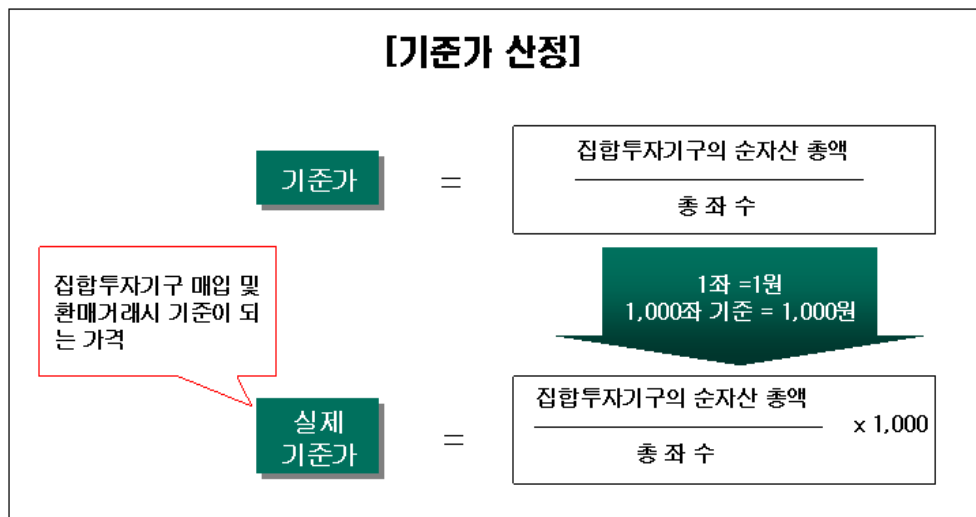 [기준가 산정]
기준가
=
집합투자기구의 순자산 총액
총 좌 수
집합투자기구 매입 및
환매거래시 기준이 되
는 가격
1좌 =1원
1,000좌 기준 = 1,000원
실제
기준가
=
집합투자기구의 순자산 총액
총 좌 수
x 1,000